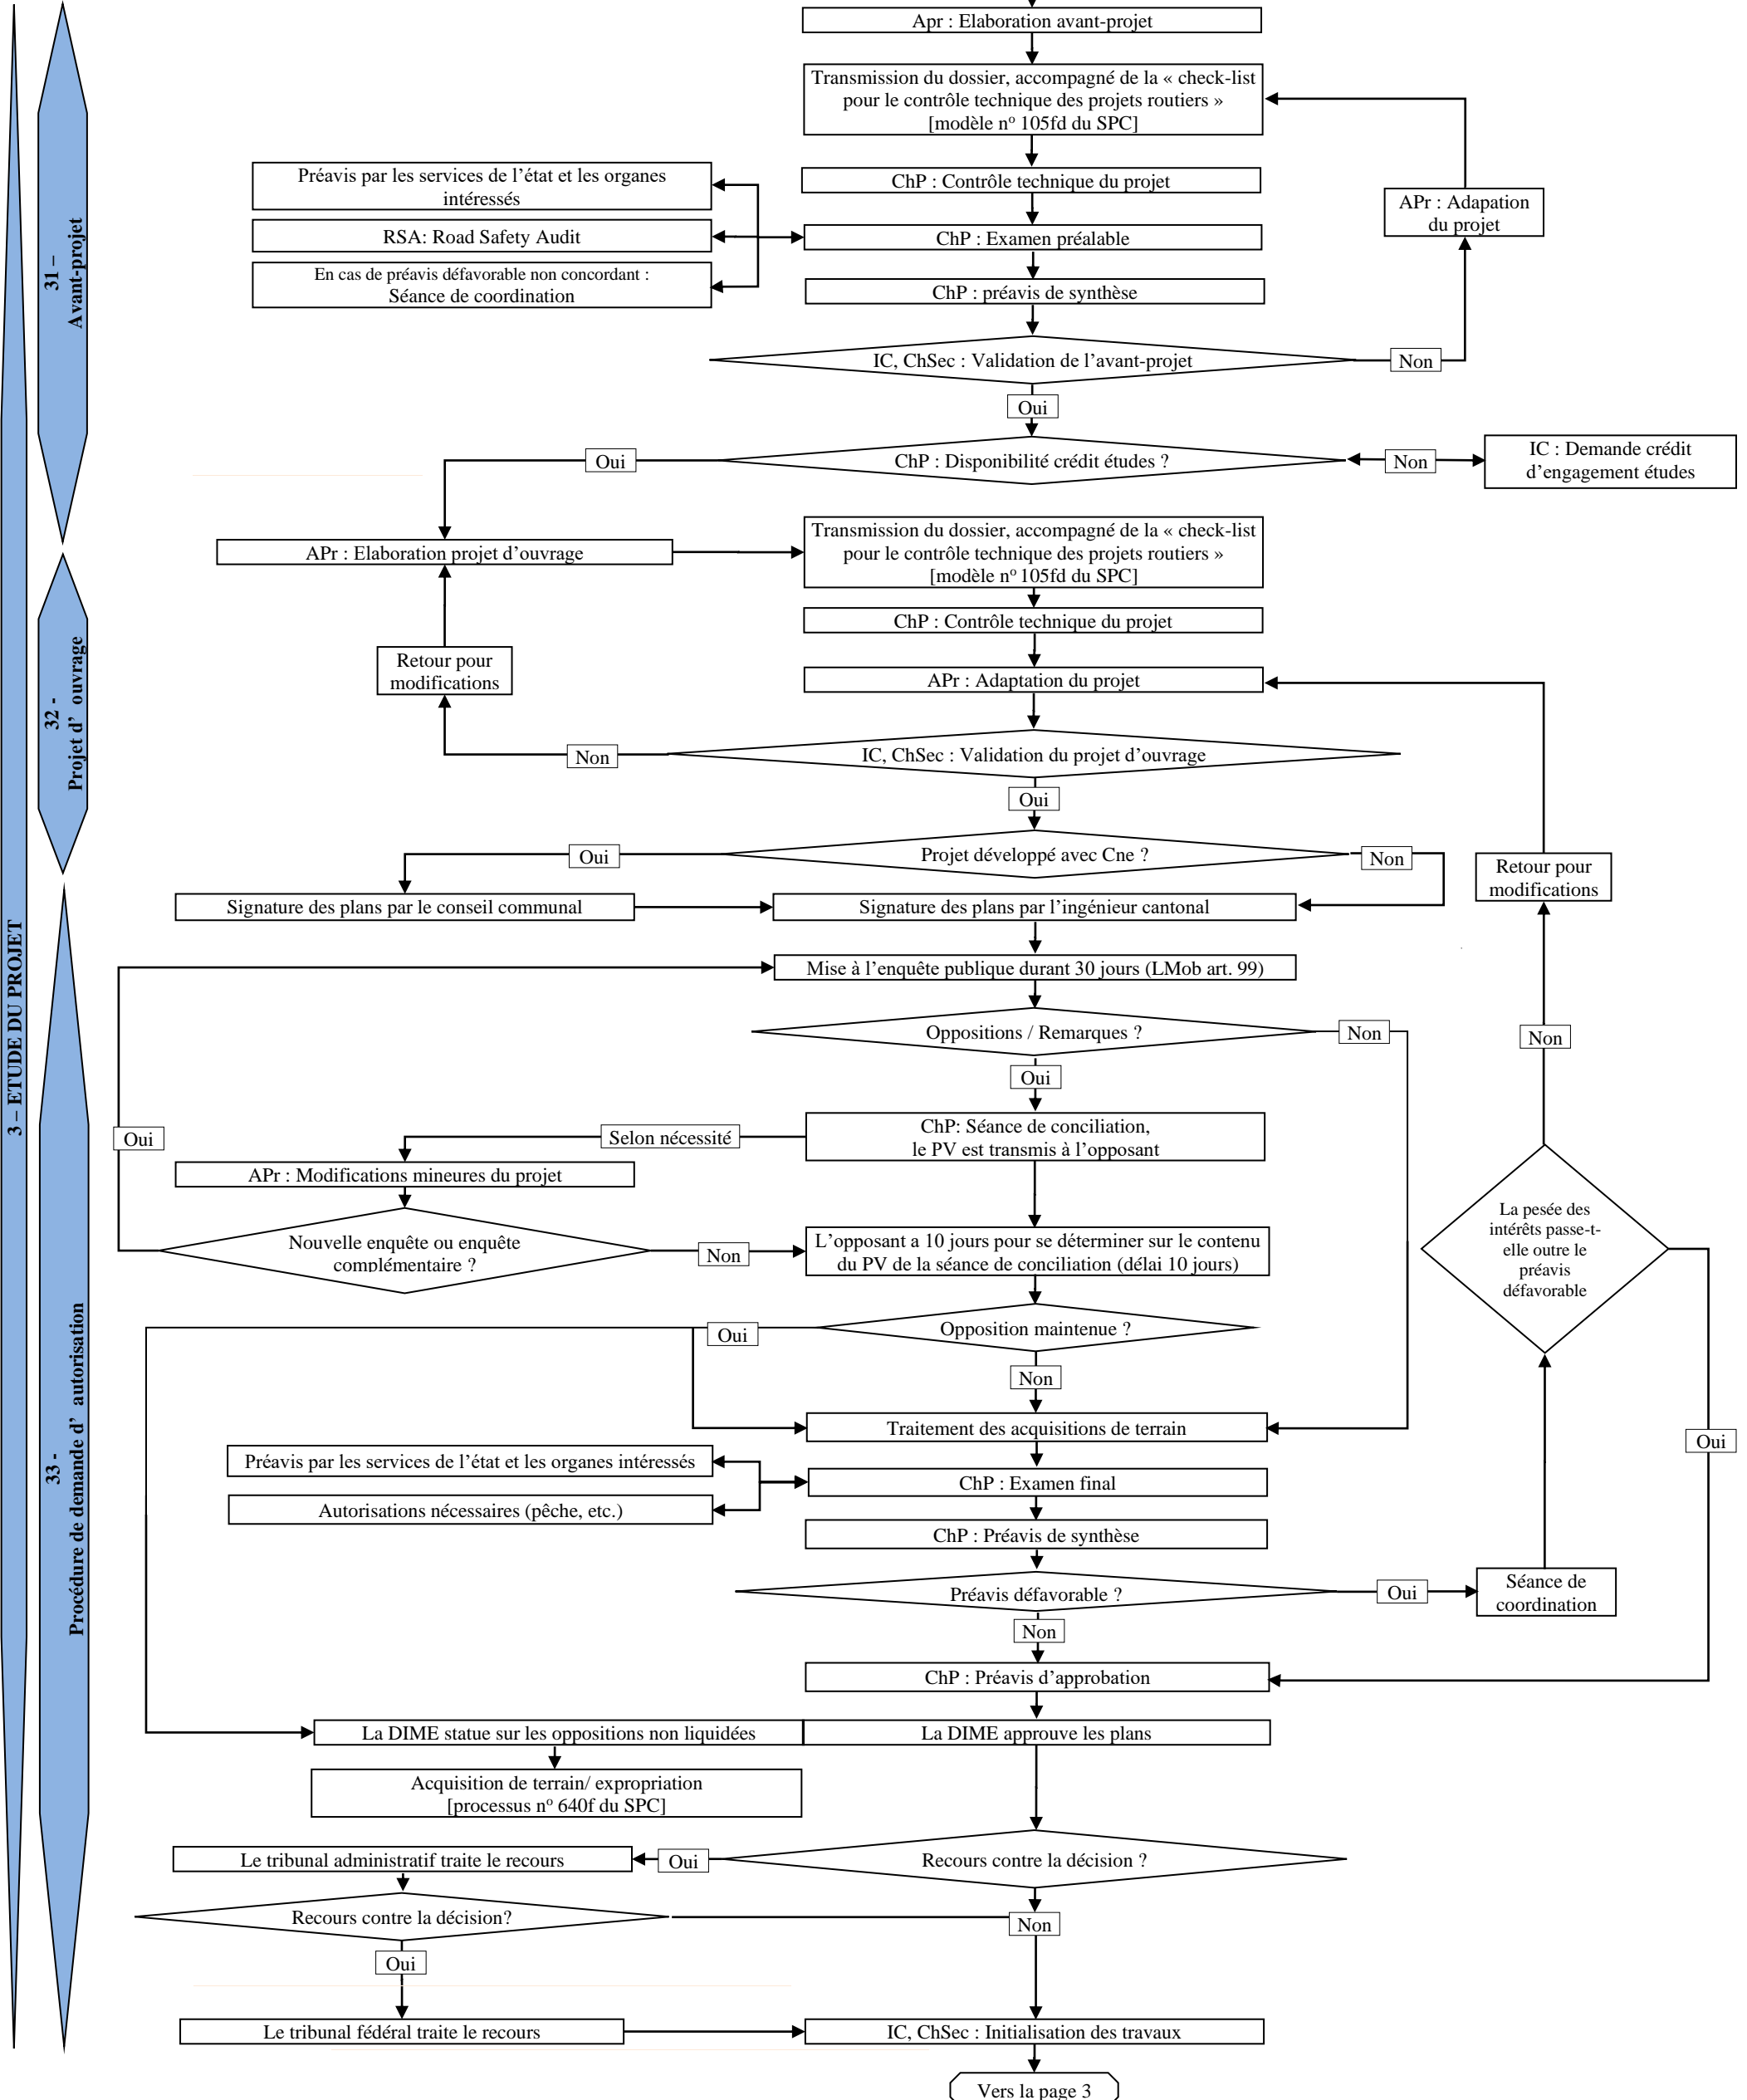 Apr : Elaboration avant-projet
Transmission du dossier, accompagné de la « check-list
pour le contrôle technique des projets routiers »
[modèle nº 105fd du SPC]
Préavis par les services de l’état et les organes
intéressés
ChP : Contrôle technique du projet
APr : Adapation
du projet
RSA: Road Safety Audit
ChP : Examen préalable
En cas de préavis défavorable non concordant :
Séance de coordination
ChP : préavis de synthèse
31 –
Avant-projet
IC, ChSec : Validation de l’avant-projet
Non
Oui
Oui
ChP : Disponibilité crédit études ?
Non
IC : Demande crédit
d’engagement études
APr : Elaboration projet d’ouvrage
Transmission du dossier, accompagné de la « check-list
pour le contrôle technique des projets routiers »
[modèle nº 105fd du SPC]
ChP : Contrôle technique du projet
Retour pour
modifications
APr : Adaptation du projet
32 -
Projet d’ ouvrage
Non
IC, ChSec : Validation du projet d’ouvrage
Oui
Oui
Projet développé avec Cne ?
Non
Retour pour
modifications
Signature des plans par le conseil communal
Signature des plans par l’ingénieur cantonal
3 – ETUDE DU PROJET
Mise à l’enquête publique durant 30 jours (LMob art. 99)
Oppositions / Remarques ?
Non
Non
Oui
Oui
Selon nécessité
ChP: Séance de conciliation,
le PV est transmis à l’opposant
APr : Modifications mineures du projet
La pesée des
intérêts passe-t-
elle outre le
préavis
défavorable
Nouvelle enquête ou enquête
complémentaire ?
Non
L’opposant a 10 jours pour se déterminer sur le contenu
du PV de la séance de conciliation (délai 10 jours)
Oui
Opposition maintenue ?
Non
33 -
Procédure de demande d’ autorisation
Traitement des acquisitions de terrain
Oui
Préavis par les services de l’état et les organes intéressés
ChP : Examen final
Autorisations nécessaires (pêche, etc.)
ChP : Préavis de synthèse
Préavis défavorable ?
Oui
Séance de
coordination
Non
ChP : Préavis d’approbation
La DIME statue sur les oppositions non liquidées
La DIME approuve les plans
Acquisition de terrain/ expropriation
[processus nº 640f du SPC]
Le tribunal administratif traite le recours
Oui
Recours contre la décision ?
Recours contre la décision?
Non
Oui
Le tribunal fédéral traite le recours
IC, ChSec : Initialisation des travaux
Vers la page 3